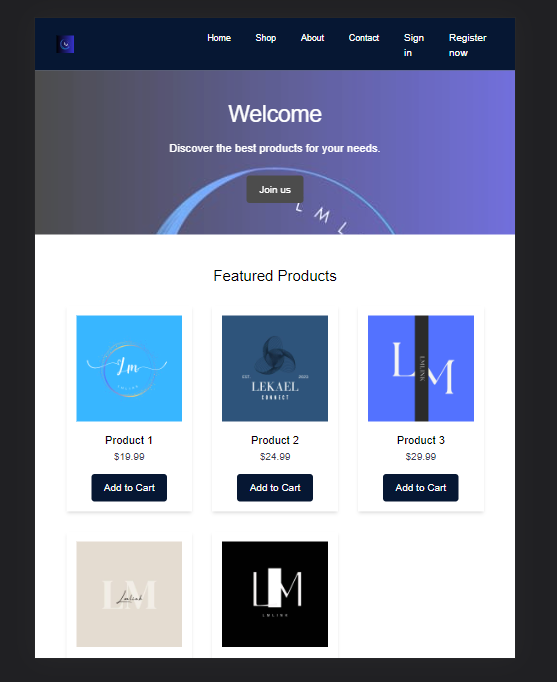 Home Shop About Contact Sign in Register now
Welcome
Discover the best products for your needs.
Join us
L M L
Featured Products
Lm
LMLINK
EST. 2023
LEKAEL
CONNECT
L M
LMLINK
Product 1 Product 2 Product 3
$19.99 $24.99 $29.99
Add to Cart Add to Cart Add to Cart
LM
Lmlink
LM
LMLINK